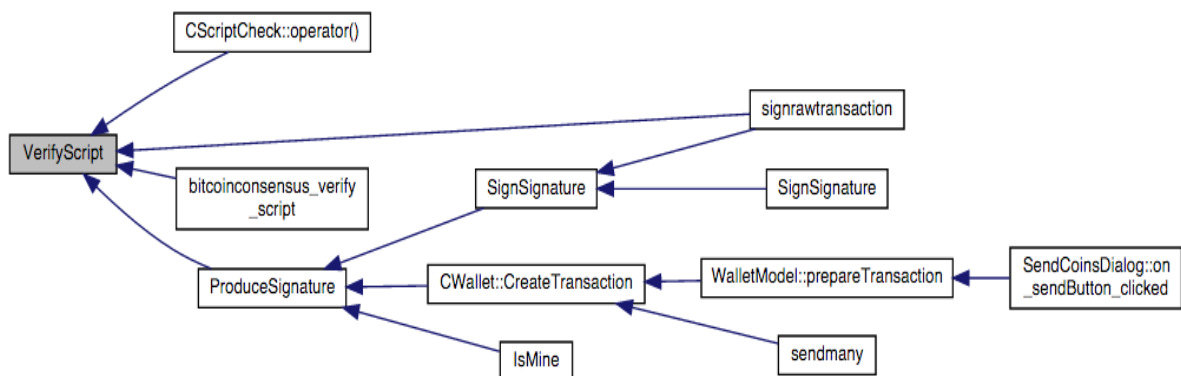 CScriptCheck::operator()
signrawtransaction
VerifyScript
bitcoinconsensus_verify
_script
SignSignature
SignSignature
ProduceSignature
CWallet::CreateTransaction
WalletModel::prepareTransaction
SendCoinsDialog::on
_sendButton_clicked
IsMine
sendmany